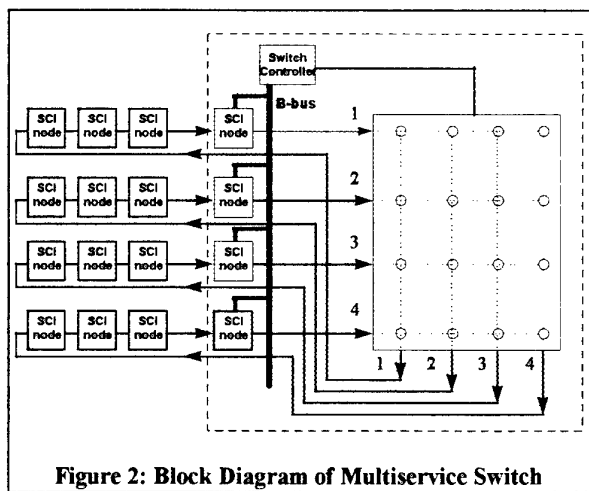 Switch
Controller
B-bus
SCI
node
SCI
node
SCI
node
SCI
node
1
SCI
node
SCI
node
SCI
node
SCI
node
2
SCI
node
SCI
node
SCI
node
SCI
node
3
SCI
node
SCI
node
SCI
node
SCI
node
4
1
2
3
4
Figure 2: Block Diagram of Multiservice Switch